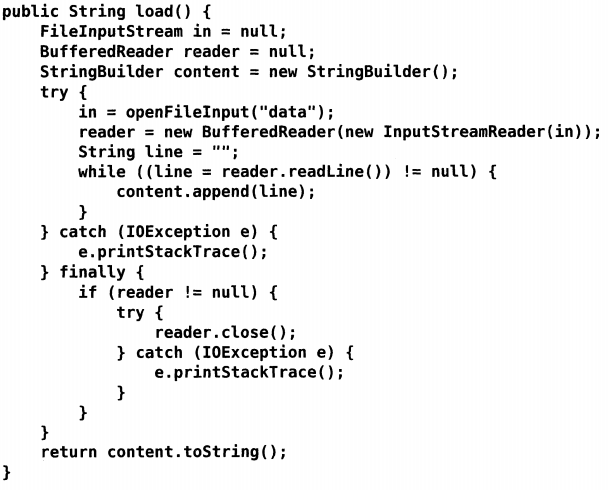 public String load() {
    FileInputStream in = null;
    BufferedReader reader = null;
    StringBuilder content = new StringBuilder();
    try {
        in = openFileInput("data");
        reader = new BufferedReader(new InputStreamReader(in));
        String line = "";
        while ((line = reader.readLine()) != null) {
            content.append(line);
        }
    } catch (IOException e) {
        e.printStackTrace();
    } finally {
        if (reader != null) {
            try {
                reader.close();
            } catch (IOException e) {
                e.printStackTrace();
            }
        }
    }
    return content.toString();
}